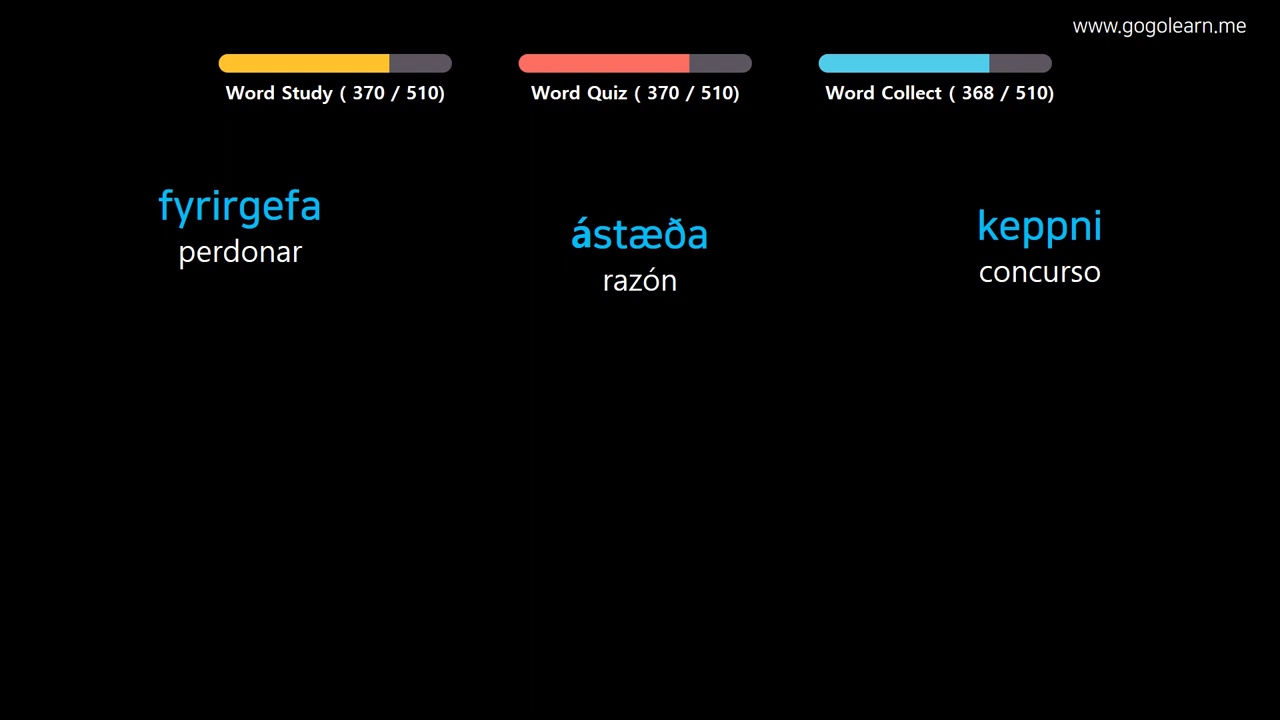 www.gogolearn.me
Word Study ( 370 / 510)
Word Quiz ( 370 / 510)
Word Collect ( 368 / 510)
fyrirgefa
perdonar
ástæða
razón
keppni
concurso